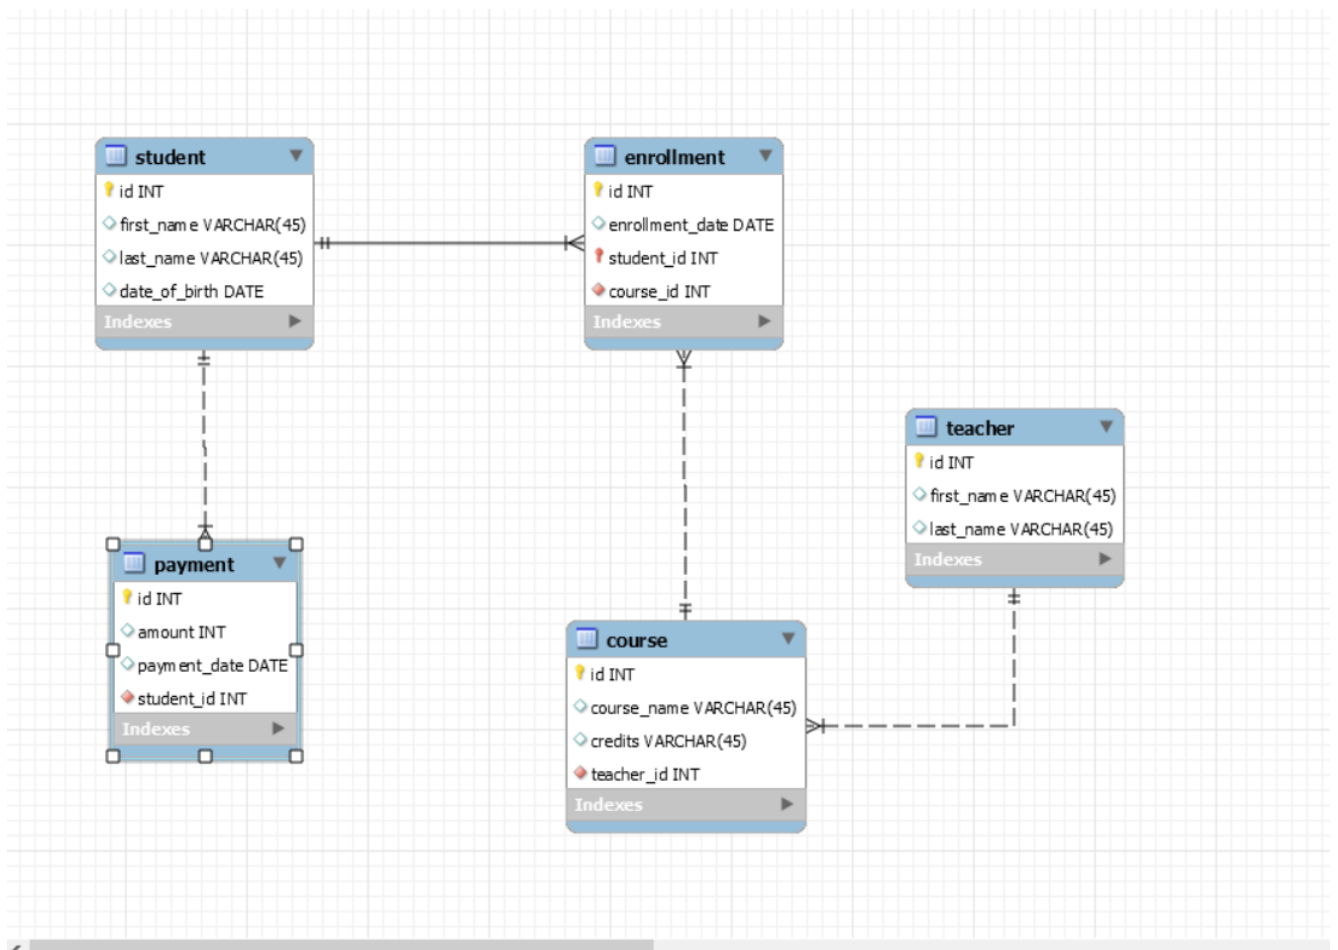 student
id INT
first_name VARCHAR(45)
last_name VARCHAR(45)
date_of_birth DATE
Indexes
enrollment
id INT
enrollment_date DATE
student_id INT
course_id INT
Indexes
teacher
id INT
first_name VARCHAR(45)
last_name VARCHAR(45)
Indexes
payment
id INT
amount INT
payment_date DATE
student_id INT
Indexes
course
id INT
course_name VARCHAR(45)
credits VARCHAR(45)
teacher_id INT
Indexes